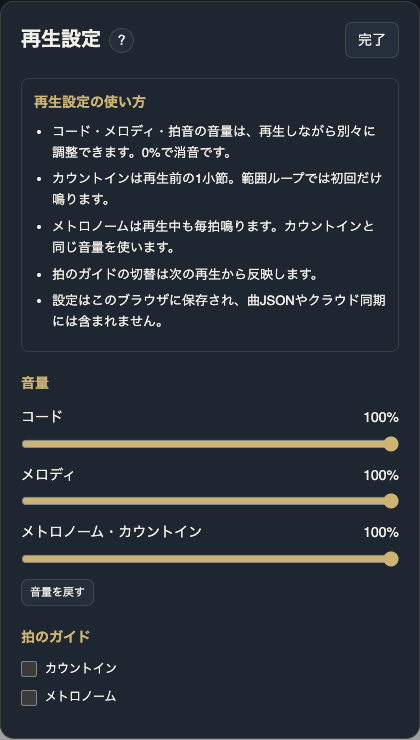 再生設定 ?
完了
再生設定の使い方
• コード・メロディ・拍音の音量は、再生しながら別々に
調整できます。0%で消音です。
• カウントインは再生前の1小節。範囲ループでは初回だけ
鳴ります。
• メトロノームは再生中も毎拍鳴ります。カウントインと
同じ音量を使います。
• 拍のガイドの切替は次の再生から反映します。
• 設定はこのブラウザに保存され、曲JSONやクラウド同期
には含まれません。
音量
コード 100%
メロディ 100%
メトロノーム・カウントイン 100%
音量を戻す
拍のガイド
カウントイン
メトロノーム